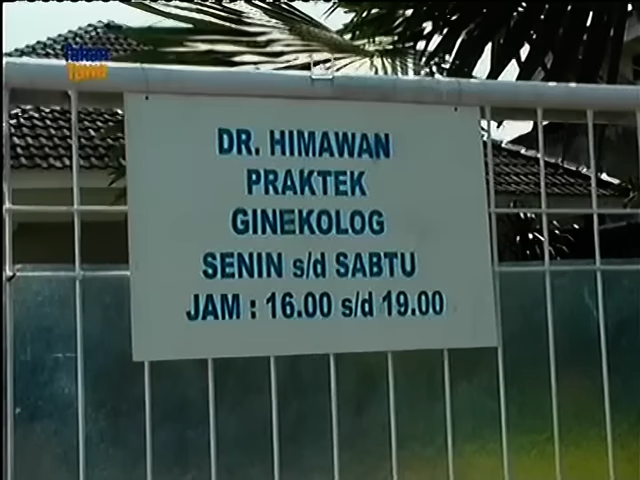 DR. HIMAWAN
PRAKTEK
GINEKOLOG
SENIN s/d SABTU
JAM : 16.00 s/d 19.00